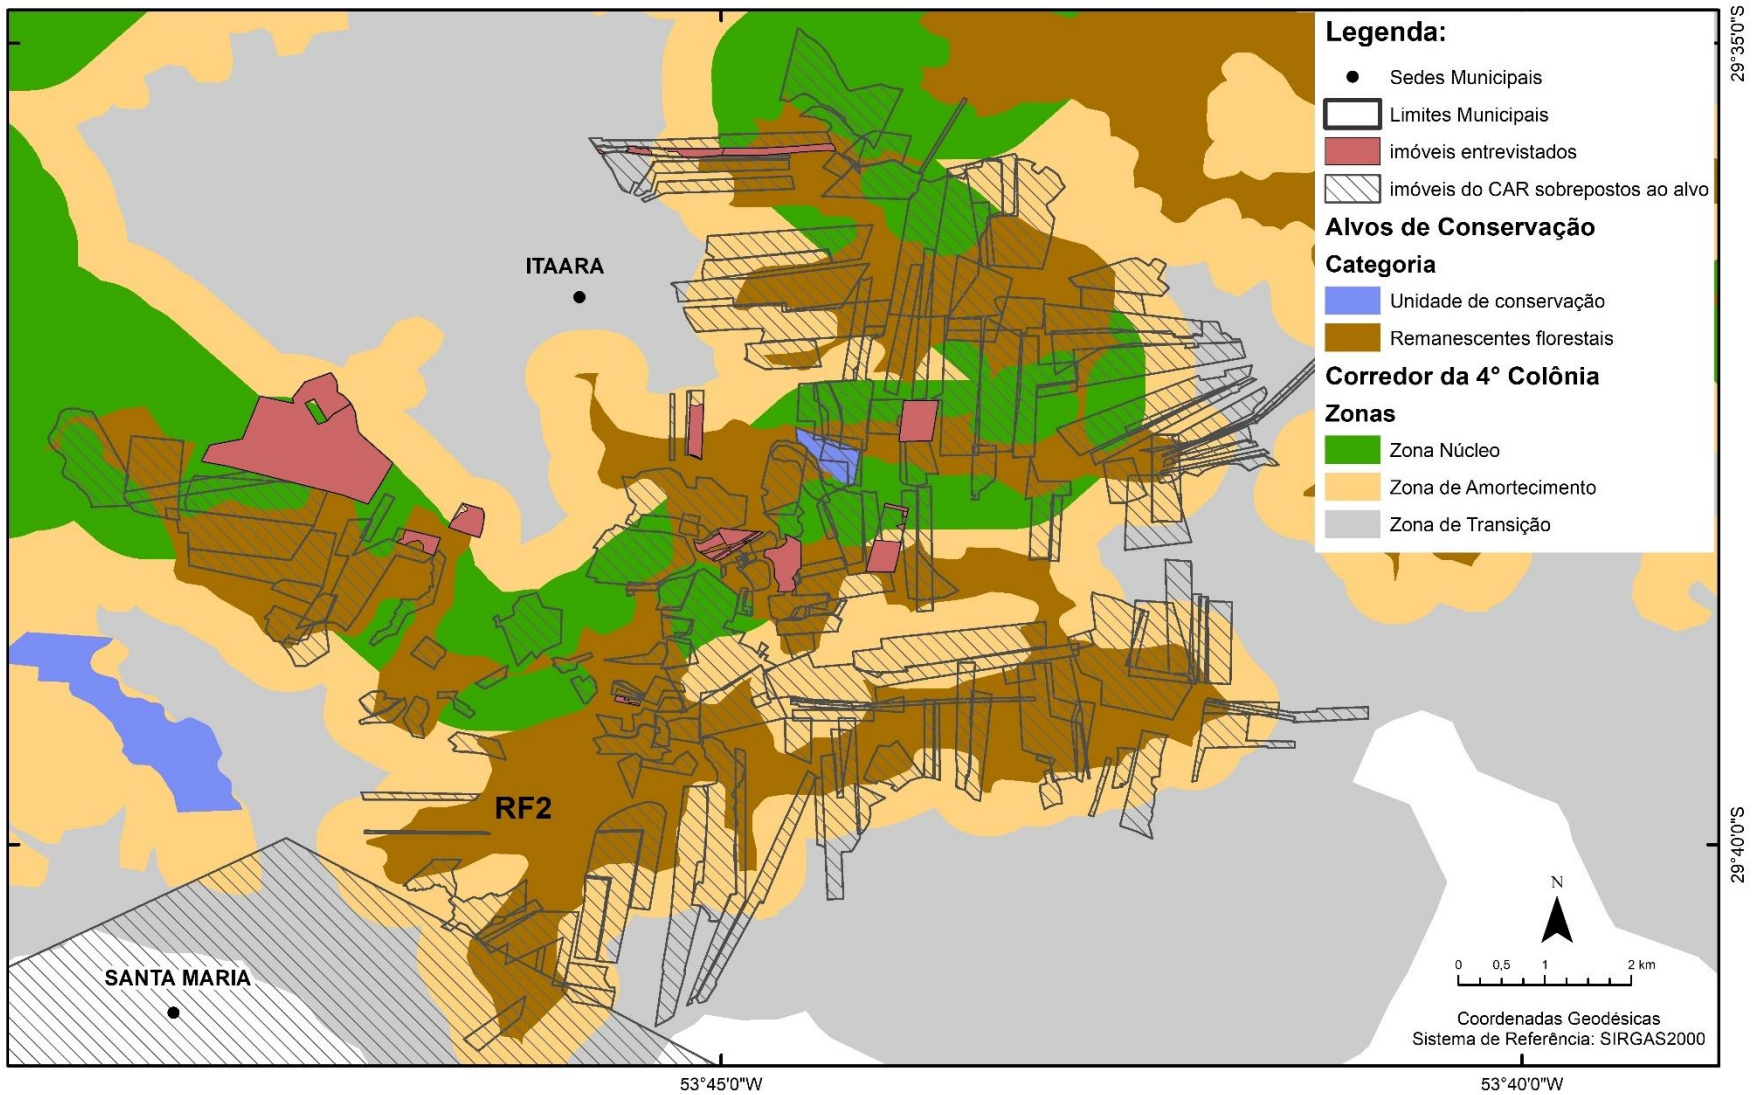 Legenda:
Sedes Municipais
Limites Municipais
imóveis entrevistados
imóveis do CAR sobrepostos ao alvo
Alvos de Conservação
Categoria
Unidade de conservação
Remanescentes florestais
Corredor da 4° Colônia
Zonas
Zona Núcleo
Zona de Amortecimento
Zona de Transição
29°35'0"S
ITAARA
RF2
29°40'0"S
SANTA MARIA
N
0 0,5 1 2 km
Coordenadas Geodésicas
Sistema de Referência: SIRGAS2000
53°45'0"W
53°40'0"W